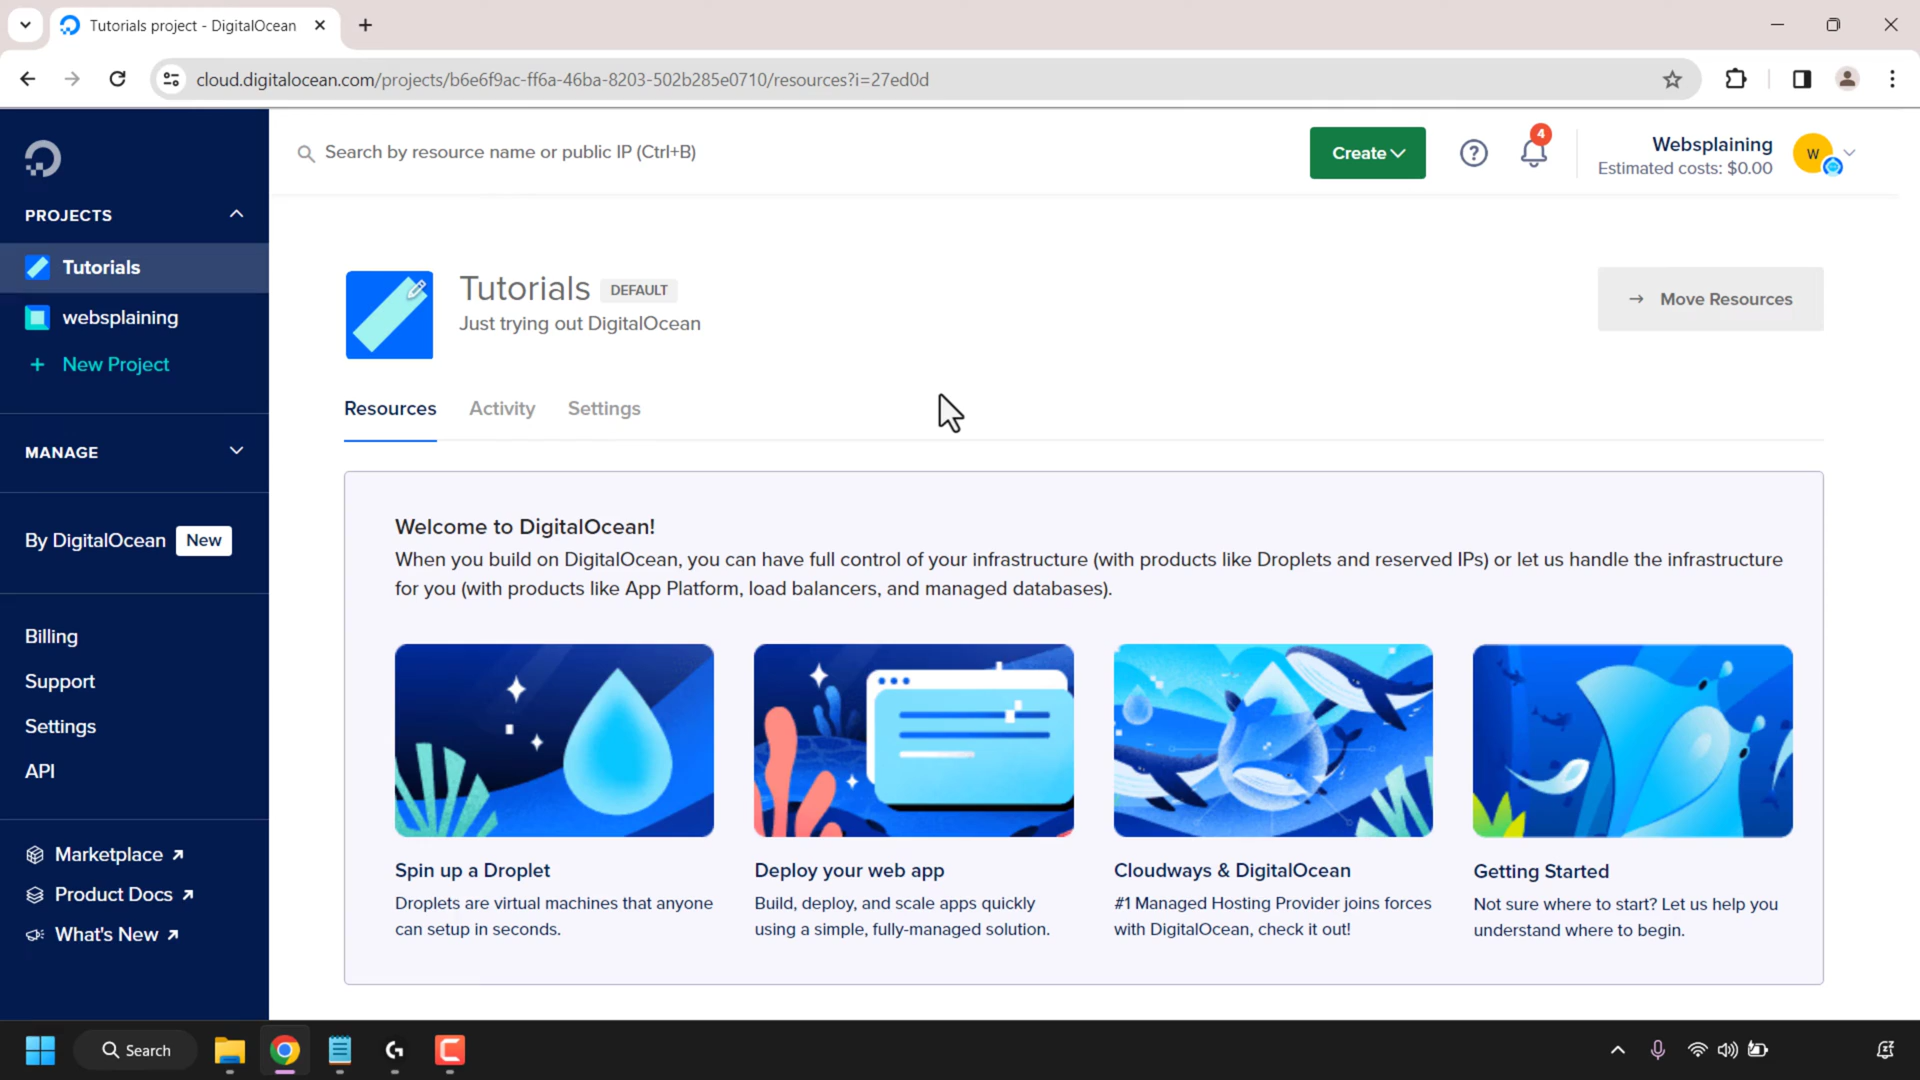 Tutorials project - DigitalOcean
cloud.digitalocean.com/projects/b6e6f9ac-ff6a-46ba-8203-502b285e0710/resources?i=27ed0d
Search by resource name or public IP (Ctrl+B)
Create
4
Websplaining
Estimated costs: $0.00
W
PROJECTS
Tutorials
websplaining
+ New Project
MANAGE
By DigitalOcean New
Billing
Support
Settings
API
Marketplace
Product Docs
What's New
Tutorials DEFAULT
Just trying out DigitalOcean
→ Move Resources
Resources Activity Settings
Welcome to DigitalOcean!
When you build on DigitalOcean, you can have full control of your infrastructure (with products like Droplets and reserved IPs) or let us handle the infrastructure
for you (with products like App Platform, load balancers, and managed databases).
Spin up a Droplet
Droplets are virtual machines that anyone
can setup in seconds.
Deploy your web app
Build, deploy, and scale apps quickly
using a simple, fully-managed solution.
Cloudways & DigitalOcean
#1 Managed Hosting Provider joins forces
with DigitalOcean, check it out!
Getting Started
Not sure where to start? Let us help you
understand where to begin.
Search